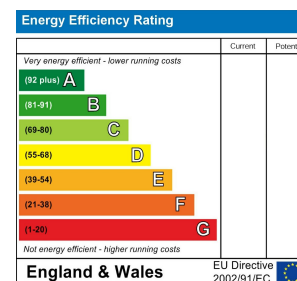 Energy Efficiency Rating
Current Potent
Very energy efficient - lower running costs
(92 plus) A
(81-91) B
(69-80) C
(55-68) D
(39-54) E
(21-38) F
(1-20) G
Not energy efficient - higher running costs
England & Wales
EU Directive
2002/91/EC